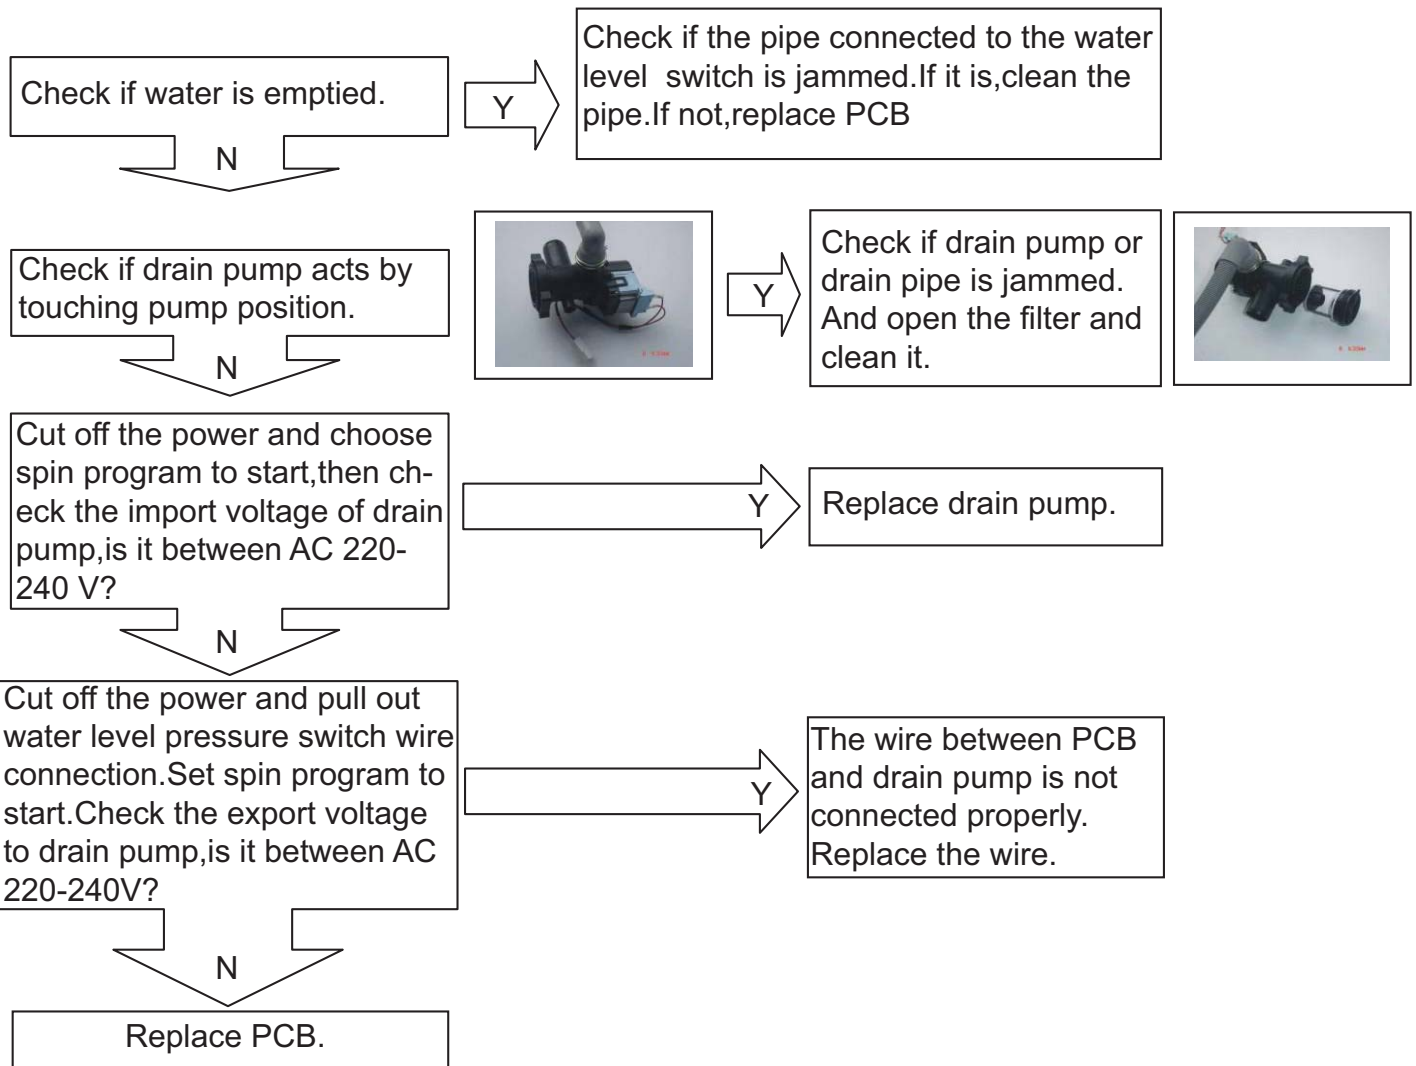 Check if water is emptied.
Y
Check if the pipe connected to the water
level  switch is jammed.If it is,clean the
pipe.If not,replace PCB
N
Check if drain pump acts by
touching pump position.
Y
Check if drain pump or
drain pipe is jammed.
And open the filter and
clean it.
N
Cut off the power and choose
spin program to start,then ch-
eck the import voltage of drain
pump,is it between AC 220-
240 V?
Y
Replace drain pump.
N
Cut off the power and pull out
water level pressure switch wire
connection.Set spin program to
start.Check the export voltage
to drain pump,is it between AC
220-240V?
Y
The wire between PCB
and drain pump is not
connected properly.
Replace the wire.
N
Replace PCB.